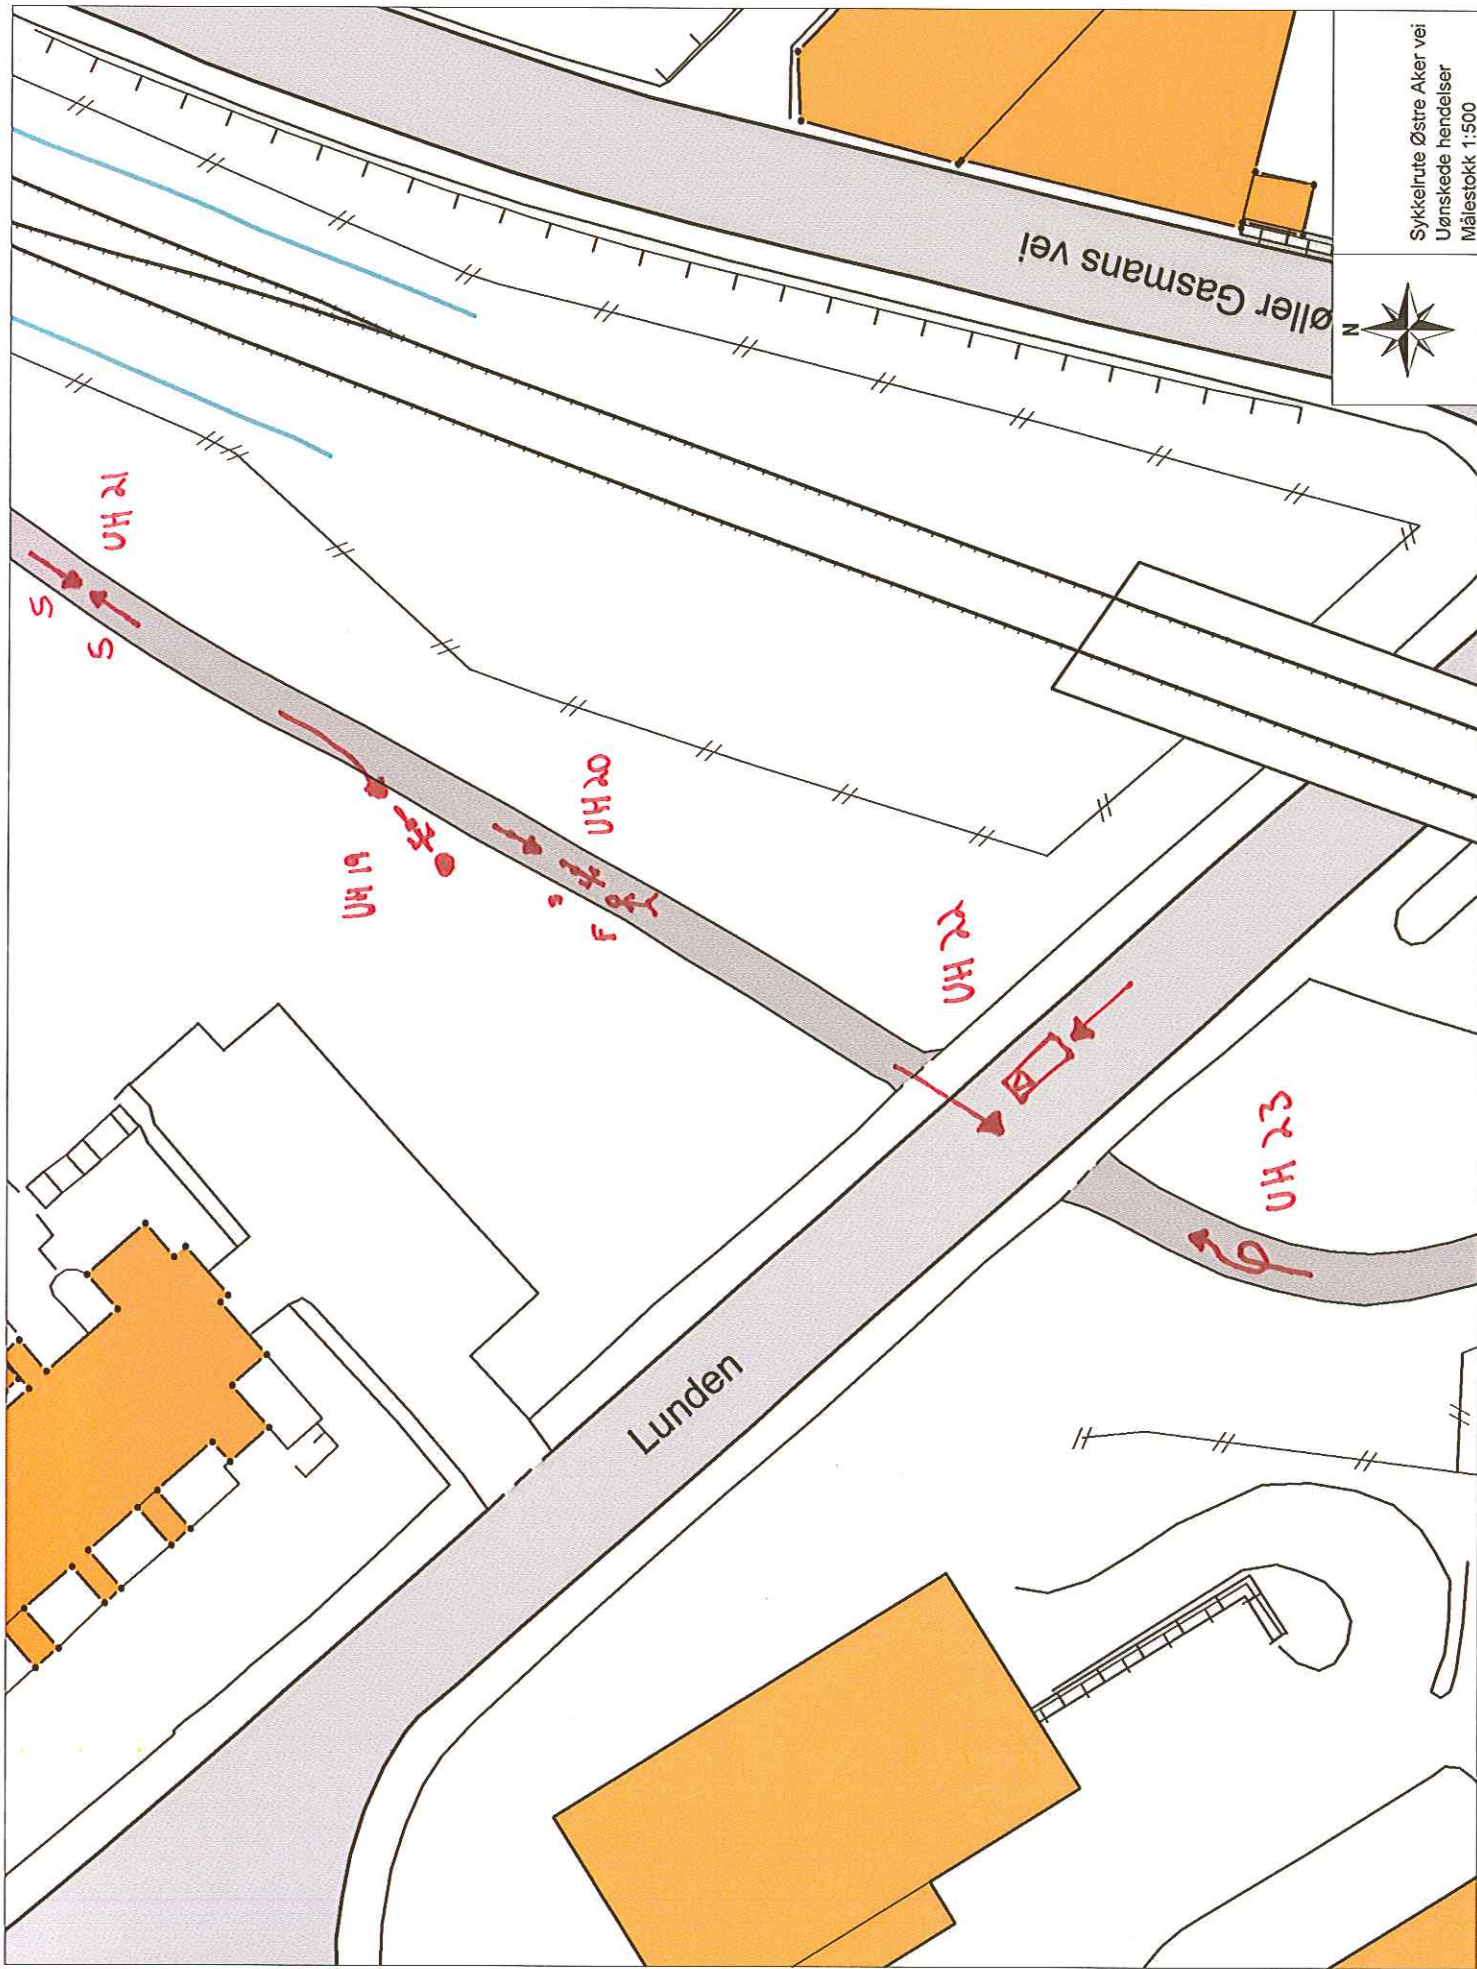 UH 21
S
S
UH 19
UH 20
S
F
UH 22
UH 23
Lunden
øller Gasmans vei
N
Sykkelrute Østre Aker vei
Uønskede hendelser
Målestokk 1:500